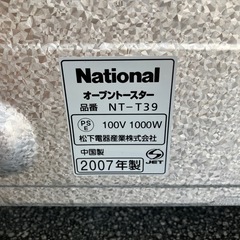 National
オーブントースター
品番 NT-T39
PS E 100V 1000W
松下電器産業株式会社
中国製
2007年製
JET